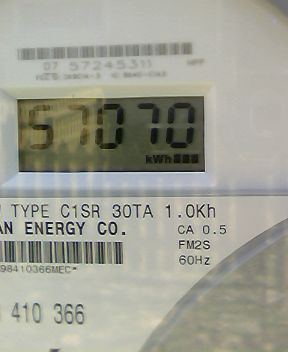 07 57245311
57070
kWh
TYPE C1SR 30TA 1.0Kh
AN ENERGY CO.
CA 0.5
FM2S
60Hz
98410366MEC*
410 366